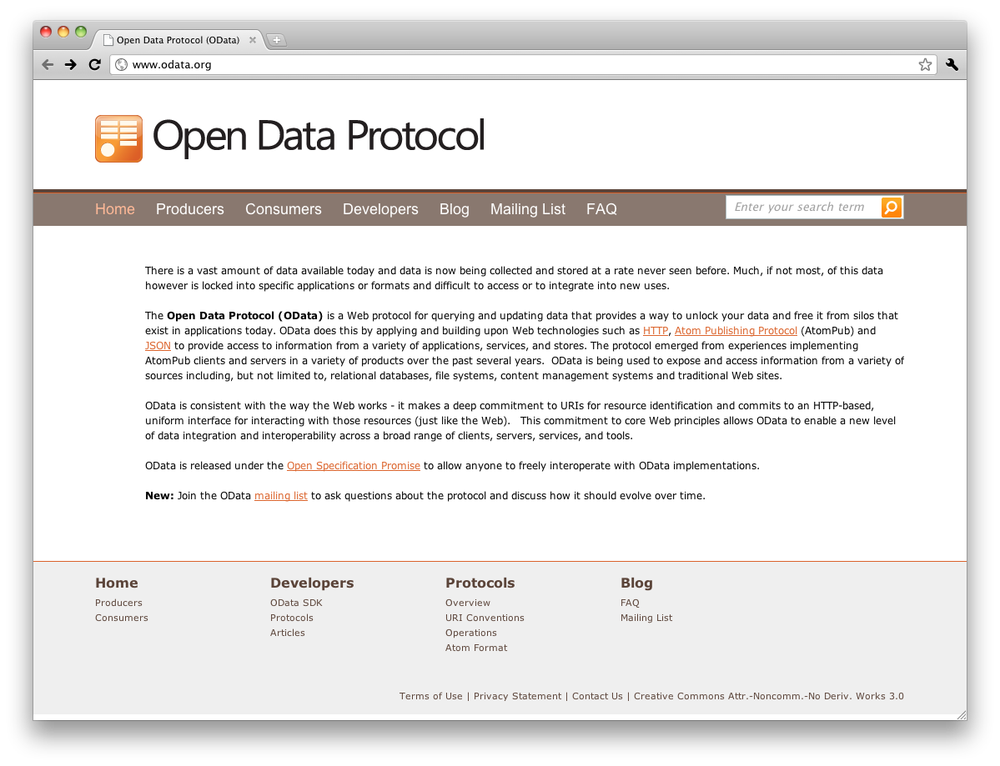 Open Data Protocol (OData)
www.odata.org
Open Data Protocol
Home Producers Consumers Developers Blog Mailing List FAQ Enter your search term
There is a vast amount of data available today and data is now being collected and stored at a rate never seen before. Much, if not most, of this data
however is locked into specific applications or formats and difficult to access or to integrate into new uses.
The Open Data Protocol (OData) is a Web protocol for querying and updating data that provides a way to unlock your data and free it from silos that
exist in applications today. OData does this by applying and building upon Web technologies such as HTTP, Atom Publishing Protocol (AtomPub) and
JSON to provide access to information from a variety of applications, services, and stores. The protocol emerged from experiences implementing
AtomPub clients and servers in a variety of products over the past several years.  OData is being used to expose and access information from a variety of
sources including, but not limited to, relational databases, file systems, content management systems and traditional Web sites.
OData is consistent with the way the Web works - it makes a deep commitment to URIs for resource identification and commits to an HTTP-based,
uniform interface for interacting with those resources (just like the Web).   This commitment to core Web principles allows OData to enable a new level
of data integration and interoperability across a broad range of clients, servers, services, and tools.
OData is released under the Open Specification Promise to allow anyone to freely interoperate with OData implementations.
New: Join the OData mailing list to ask questions about the protocol and discuss how it should evolve over time.
Home
Producers
Consumers
Developers
OData SDK
Protocols
Articles
Protocols
Overview
URI Conventions
Operations
Atom Format
Blog
FAQ
Mailing List
Terms of Use | Privacy Statement | Contact Us | Creative Commons Attr.-Noncomm.-No Deriv. Works 3.0